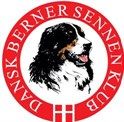 DANSK BERNER SENNEN KLUB